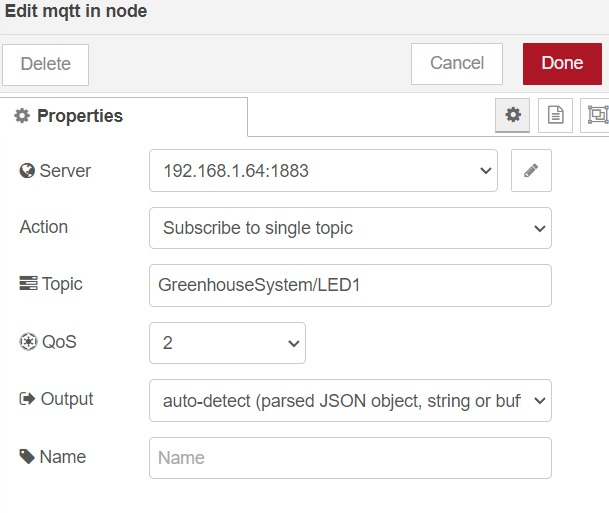 Edit mqtt in node
Delete
Cancel
Done
Properties
Server
192.168.1.64:1883
Action
Subscribe to single topic
Topic
GreenhouseSystem/LED1
QoS
2
Output
auto-detect (parsed JSON object, string or buf
Name
Name